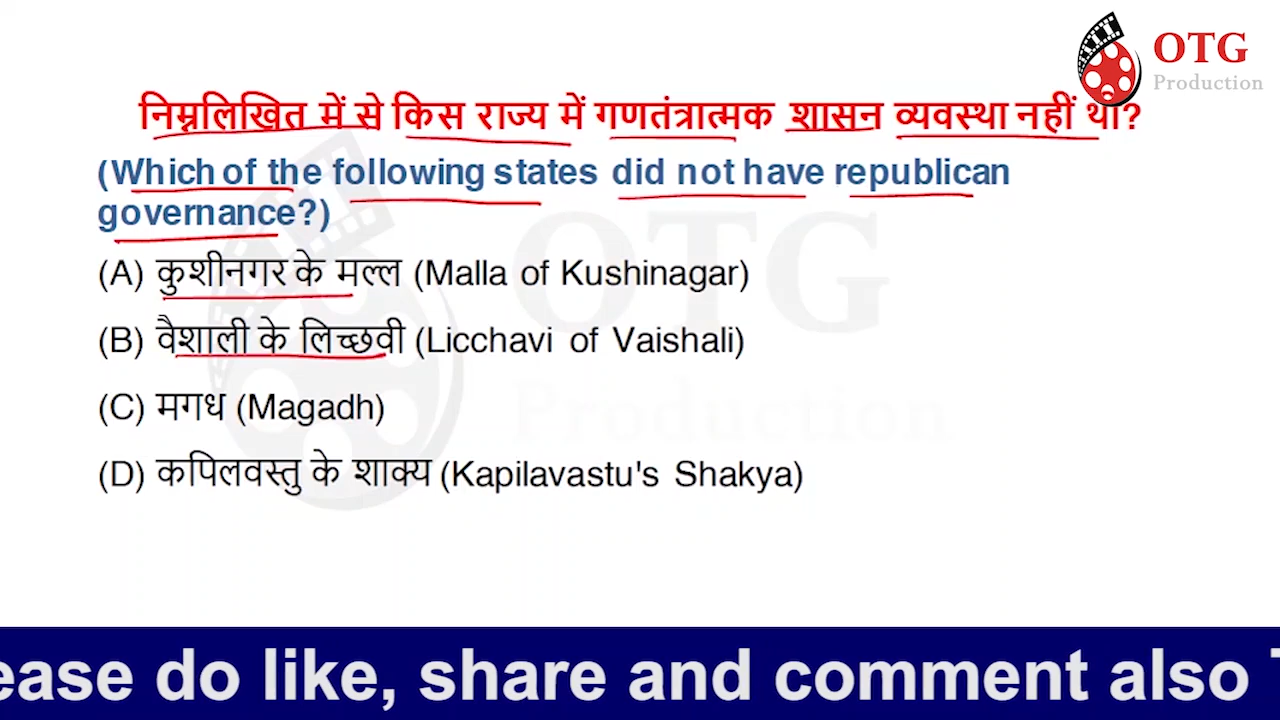 OTG
Production
निम्नलिखित में से किस राज्य में गणतंत्रात्मक शासन व्यवस्था नहीं था?
(Which of the following states did not have republican
governance?)
(A) कुशीनगर के मल्ल (Malla of Kushinagar)
(B) वैशाली के लिच्छवी (Licchavi of Vaishali)
(C) मगध (Magadh)
(D) कपिलवस्तु के शाक्य (Kapilavastu's Shakya)
OTG
Production
ease do like, share and comment also T